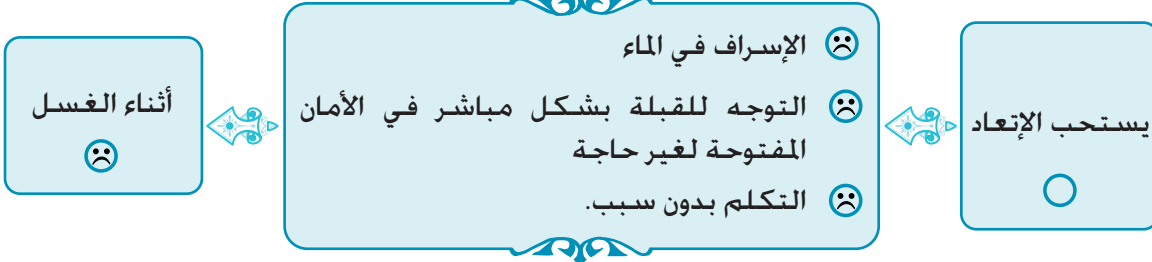 يستحب الإتعاد
الإسراف في الماء
التوجه للقبلة بشكل مباشر في الأمان
المفتوحة لغير حاجة
التكلم بدون سبب.
أثناء الغسل